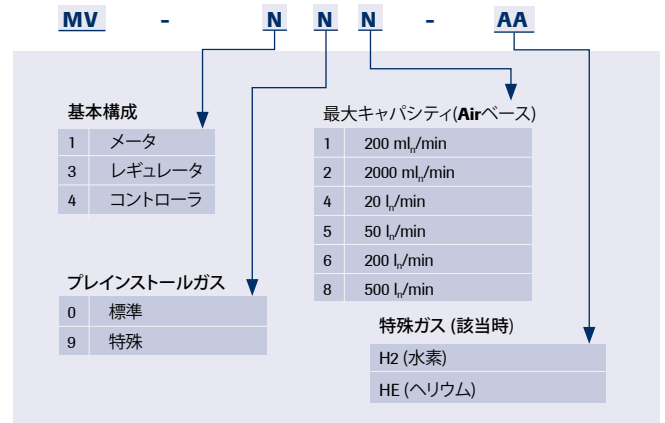 MV - N N N - AA
基本構成
1 メータ
3 レギュレータ
4 コントローラ
プレインストールガス
0 標準
9 特殊
最大キャパシティ(Airベース)
1 200 mlₙ/min
2 2000 mlₙ/min
4 20 lₙ/min
5 50 lₙ/min
6 200 lₙ/min
8 500 lₙ/min
特殊ガス (該当時)
H2 (水素)
HE (ヘリウム)